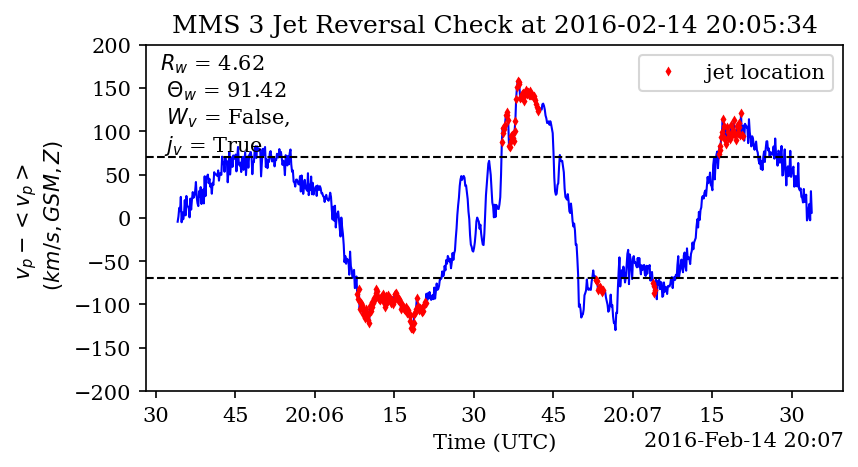 MMS 3 Jet Reversal Check at 2016-02-14 20:05:34
R_w = 4.62
Θ_w = 91.42
W_v = False,
j_v = True
jet location
v_p − < v_p >
(km/s, GSM, Z)
200
150
100
50
0
−50
−100
−150
−200
30
45
20:06
15
30
45
20:07
15
30
Time (UTC)
2016-Feb-14 20:07